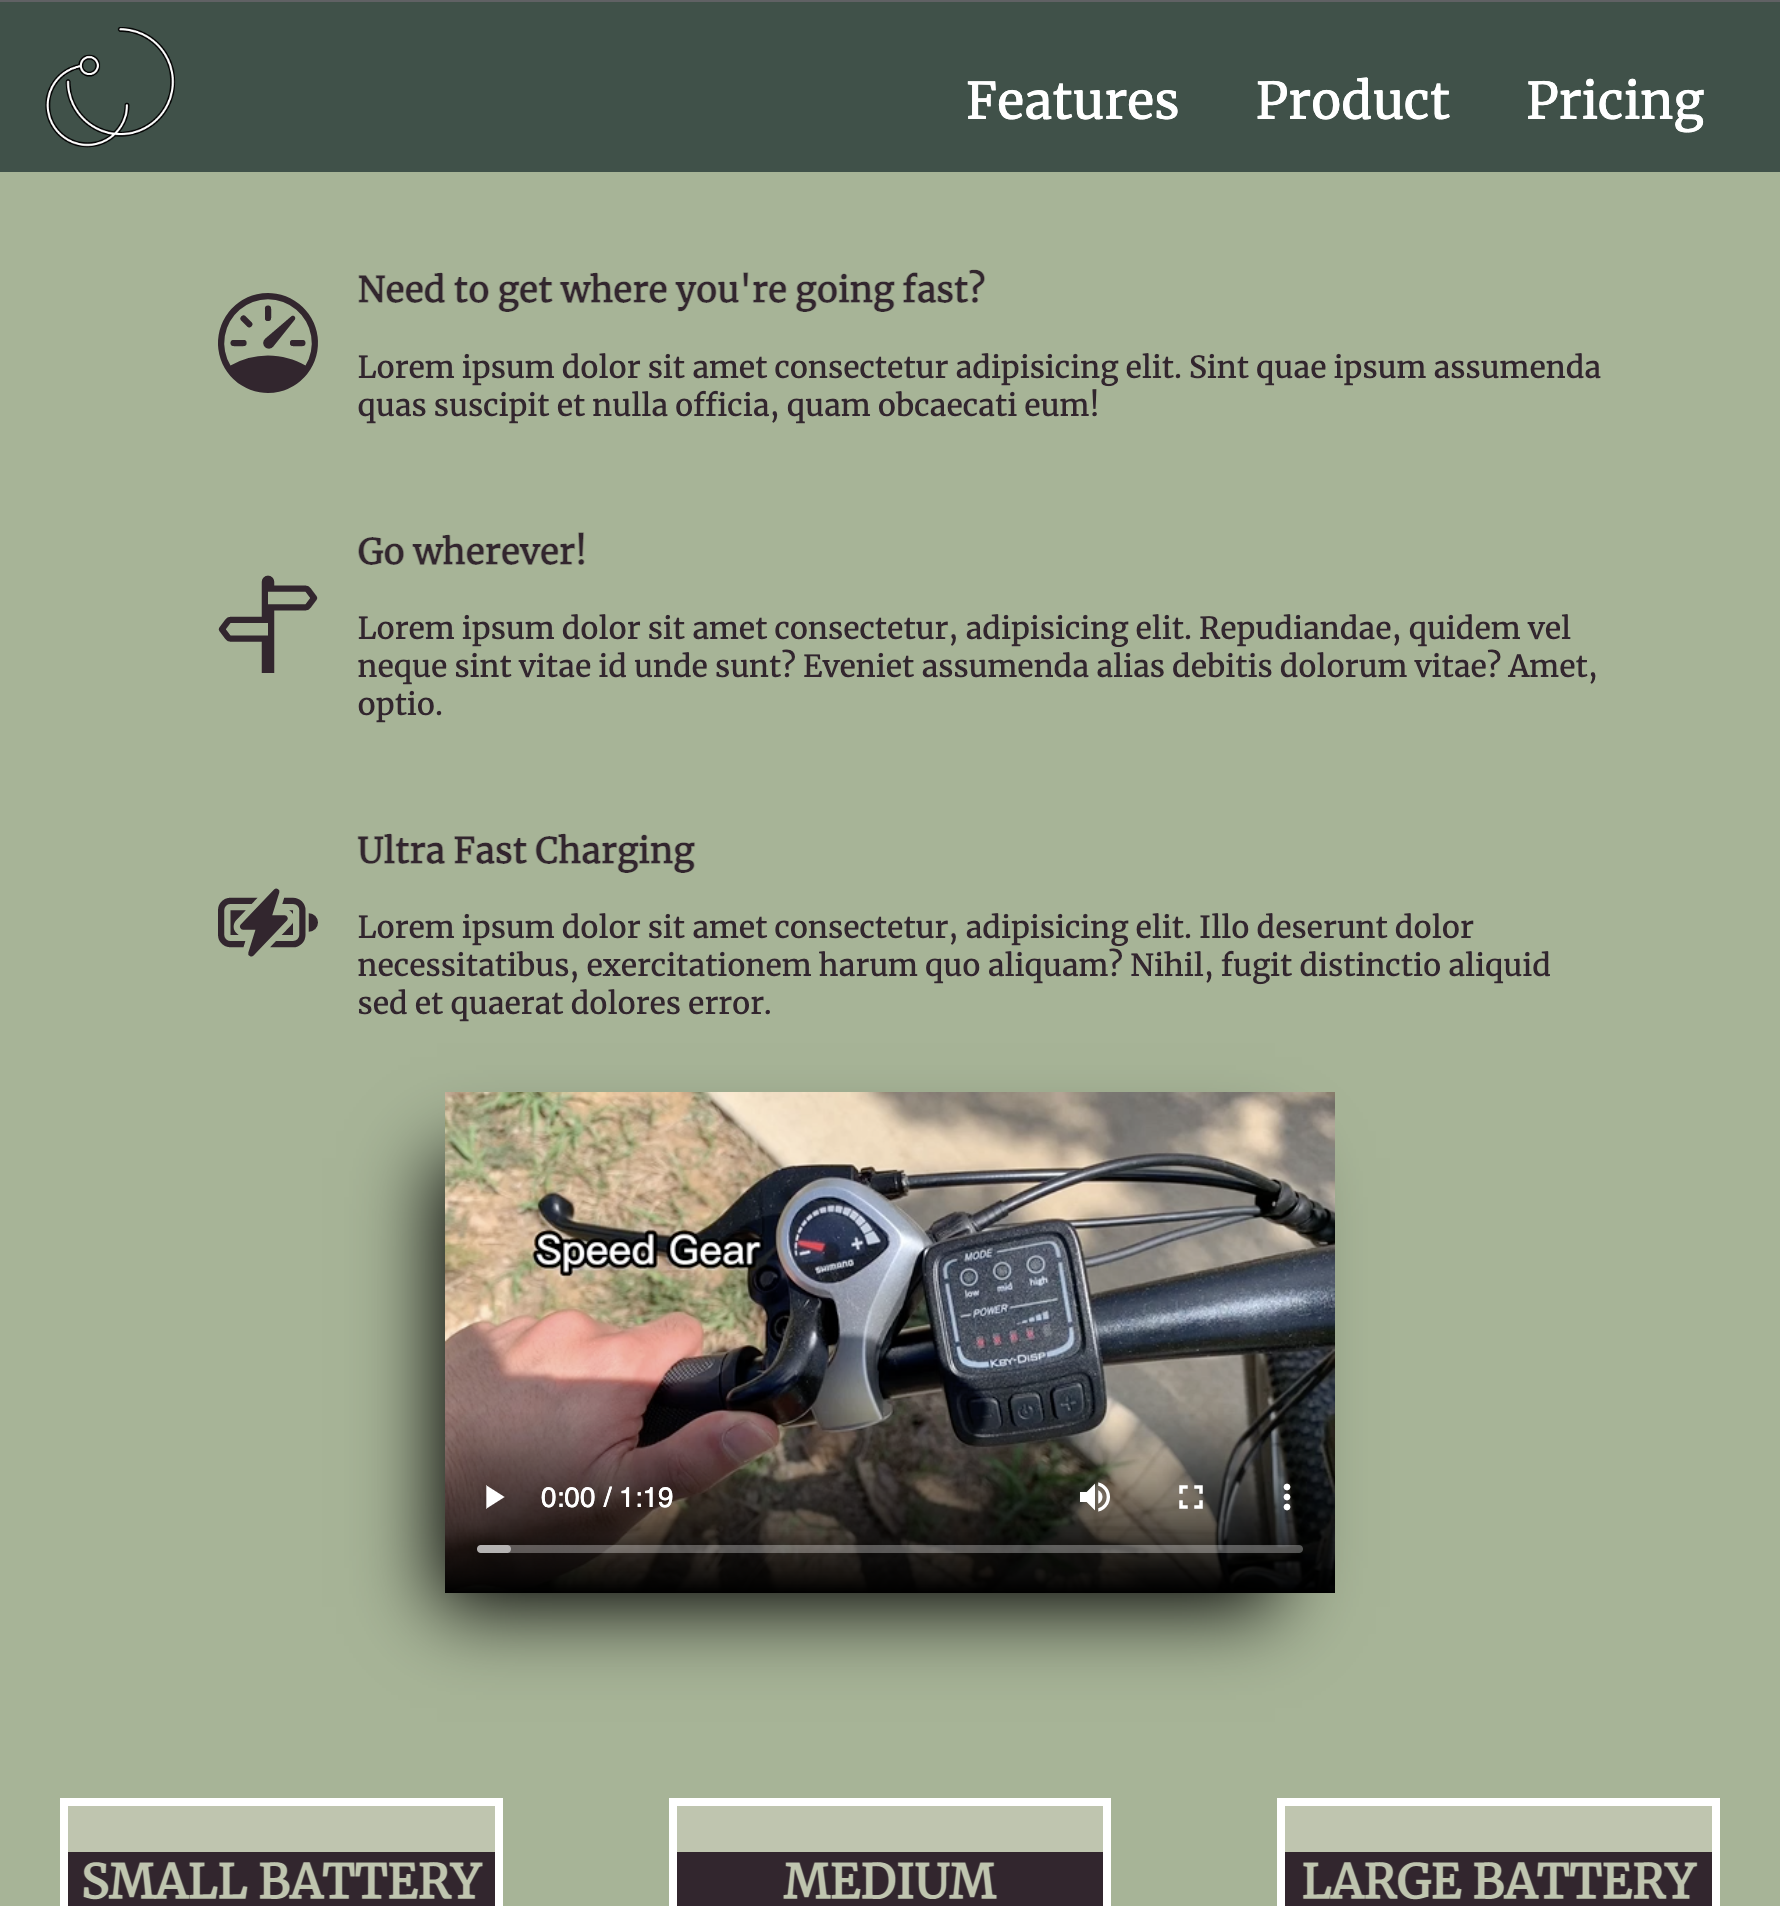 Features Product Pricing
Need to get where you're going fast?
Lorem ipsum dolor sit amet consectetur adipisicing elit. Sint quae ipsum assumenda
quas suscipit et nulla officia, quam obcaecati eum!
Go wherever!
Lorem ipsum dolor sit amet consectetur, adipisicing elit. Repudiandae, quidem vel
neque sint vitae id unde sunt? Eveniet assumenda alias debitis dolorum vitae? Amet,
optio.
Ultra Fast Charging
Lorem ipsum dolor sit amet consectetur, adipisicing elit. Illo deserunt dolor
necessitatibus, exercitationem harum quo aliquam? Nihil, fugit distinctio aliquid
sed et quaerat dolores error.
Speed Gear
SHIMANO
MODE
low mid high
POWER
KEY-DISP
0:00 / 1:19
SMALL BATTERY
MEDIUM
LARGE BATTERY